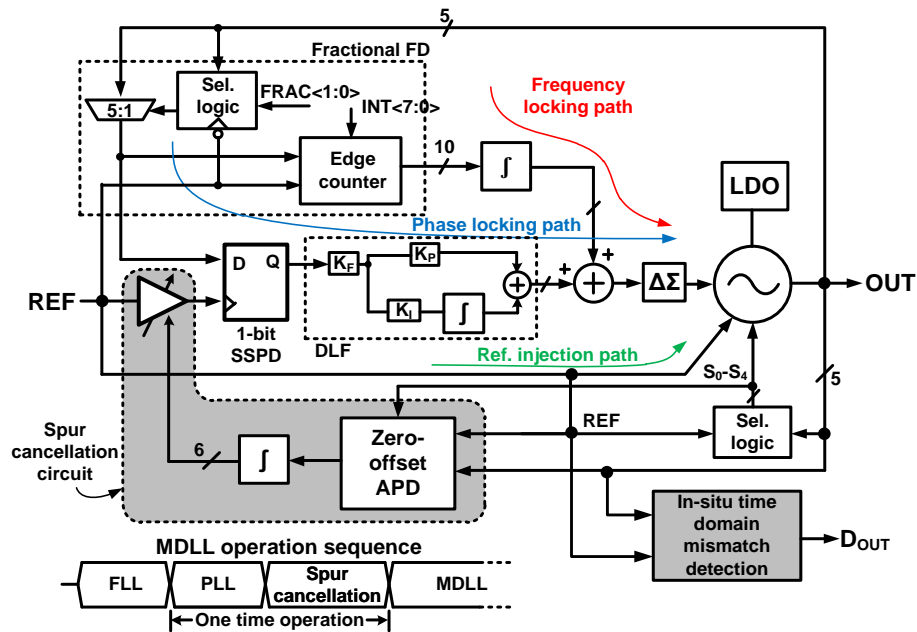 5
Fractional FD
Sel.
logic
FRAC<1:0>
INT<7:0>
5:1
Edge
counter
10
∫
Frequency
locking path
LDO
Phase locking path
D Q
1-bit
SSPD
K_F
K_P
K_I
∫
+
DLF
+
+
+
ΔΣ
OUT
REF
Ref. injection path
S₀-S₄
5
REF
Sel.
logic
Spur
cancellation
circuit
6
∫
Zero-
offset
APD
In-situ time
domain
mismatch
detection
D_OUT
MDLL operation sequence
FLL
PLL
Spur
cancellation
MDLL
One time operation